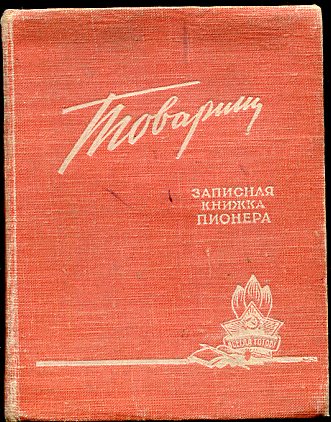 Товарищ
ЗАПИСНАЯ
КНИЖКА
ПИОНЕРА
ВСЕГДА ГОТОВ!